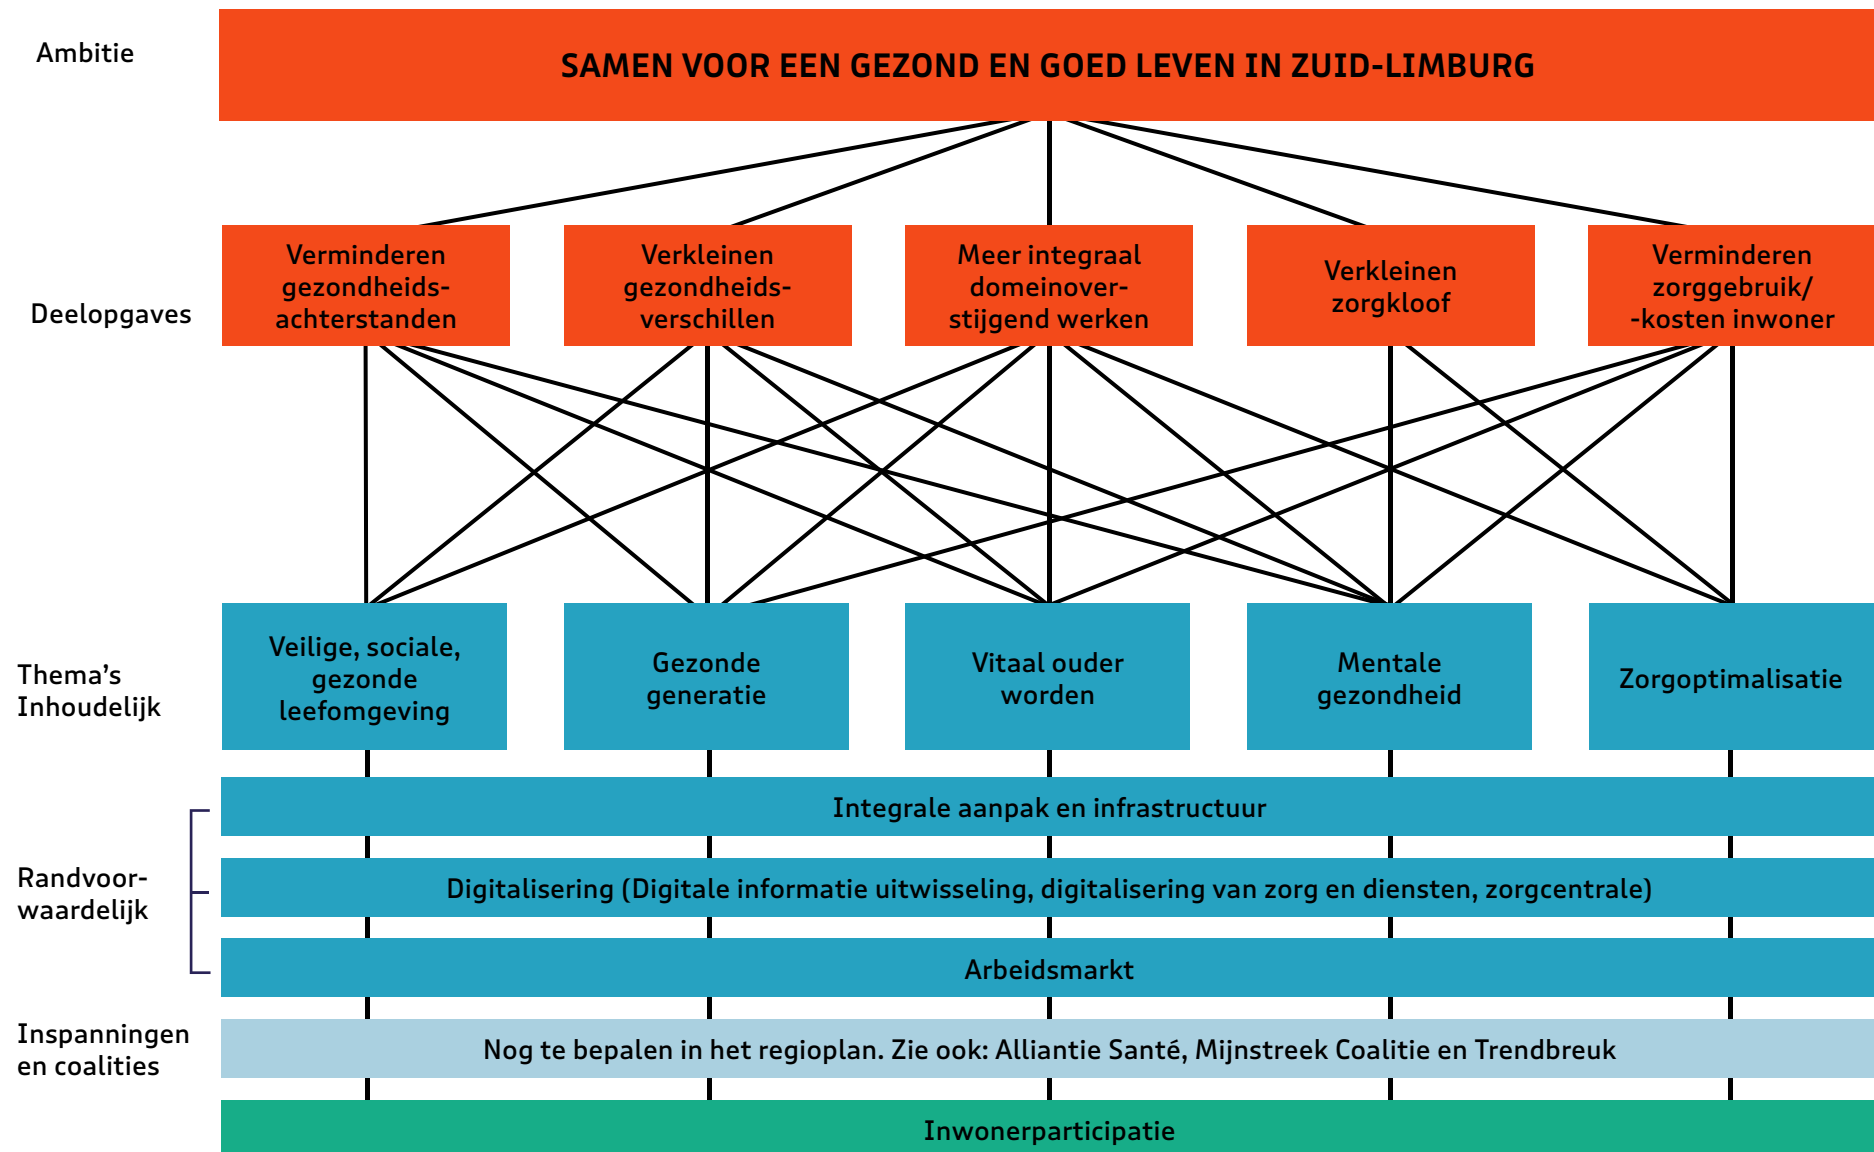 Ambitie
SAMEN VOOR EEN GEZOND EN GOED LEVEN IN ZUID-LIMBURG
Deelopgaves
Verminderen
gezondheids-
achterstanden
Verkleinen
gezondheids-
verschillen
Meer integraal
domeinover-
stijgend werken
Verkleinen
zorgkloof
Verminderen
zorggebruik/
-kosten inwoner
Thema's
Inhoudelijk
Veilige, sociale,
gezonde
leefomgeving
Gezonde
generatie
Vitaal ouder
worden
Mentale
gezondheid
Zorgoptimalisatie
Randvoor-
waardelijk
Integrale aanpak en infrastructuur
Digitalisering (Digitale informatie uitwisseling, digitalisering van zorg en diensten, zorgcentrale)
Arbeidsmarkt
Inspanningen
en coalities
Nog te bepalen in het regioplan. Zie ook: Alliantie Santé, Mijnstreek Coalitie en Trendbreuk
Inwonerparticipatie